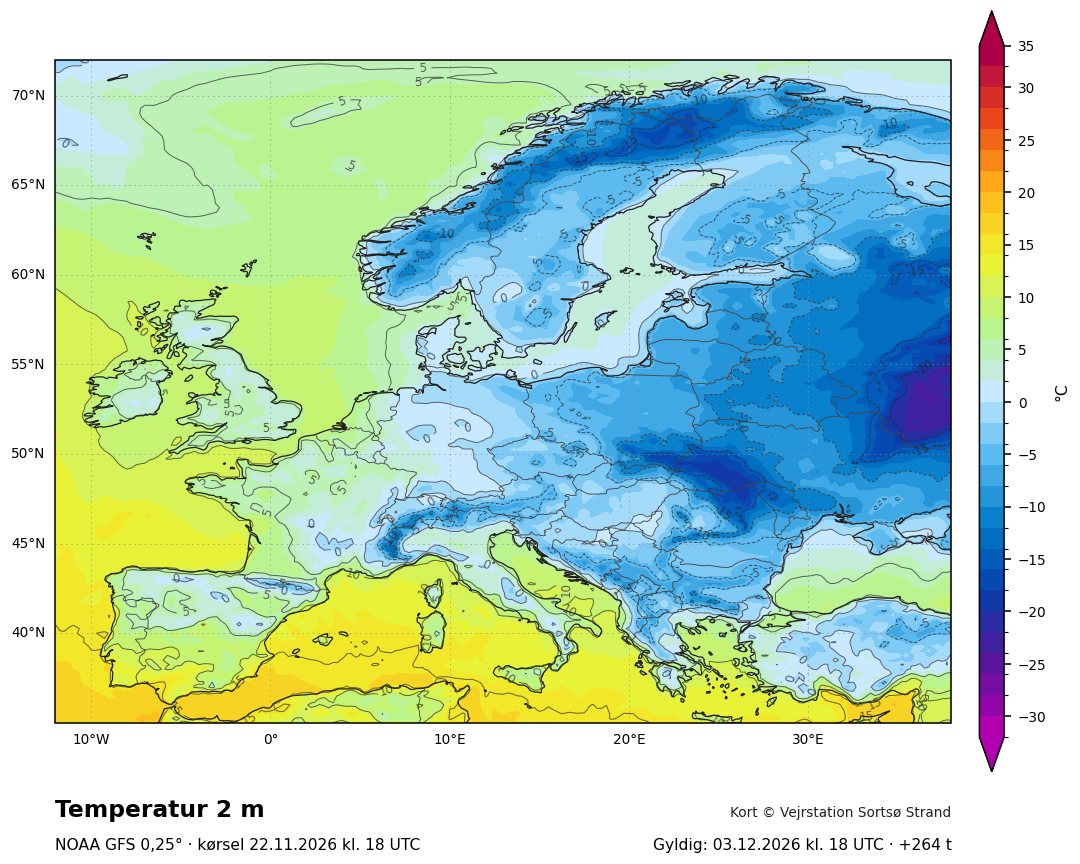 70°N
65°N
60°N
55°N
50°N
45°N
40°N
10°W
0°
10°E
20°E
30°E
35
30
25
20
15
10
5
0
−5
−10
−15
−20
−25
−30
°C
Temperatur 2 m
Kort © Vejrstation Sortsø Strand
NOAA GFS 0,25° · kørsel 22.11.2026 kl. 18 UTC
Gyldig: 03.12.2026 kl. 18 UTC · +264 t